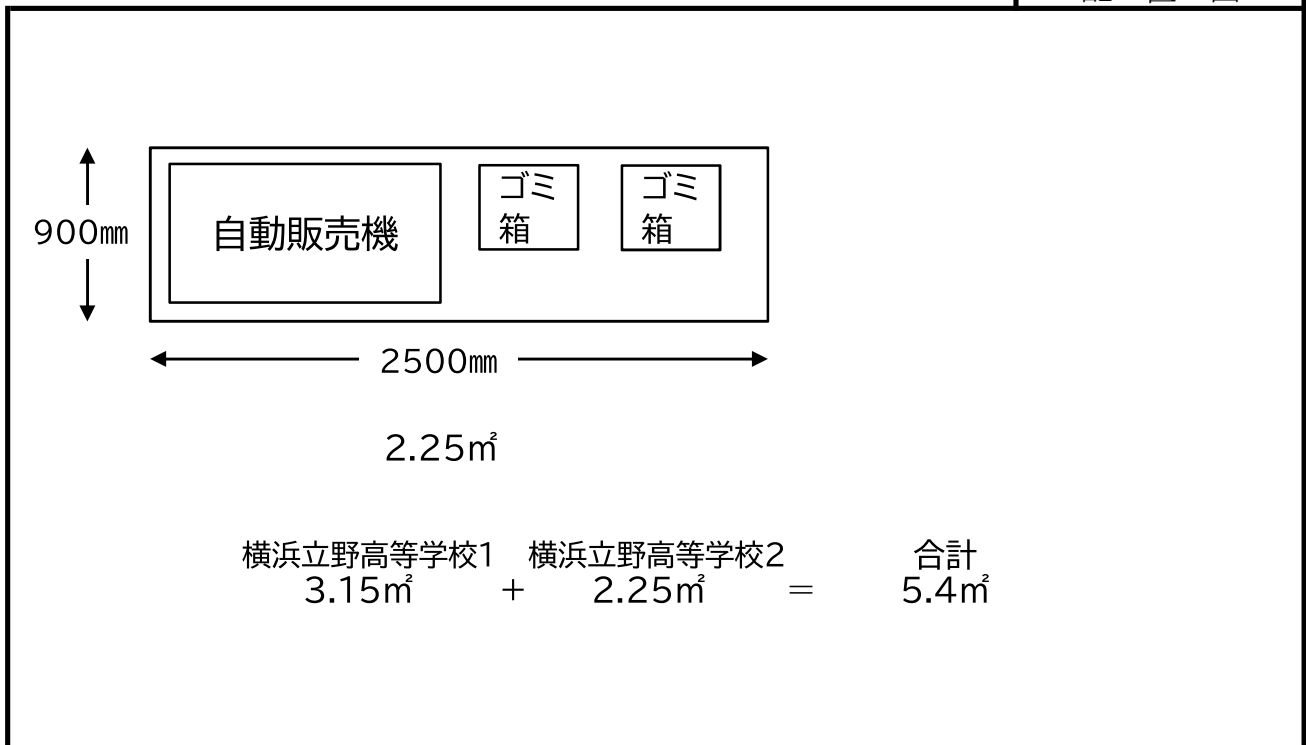 ゴミ
箱
ゴミ
箱
自動販売機
900㎜
2500㎜
2.25㎡
横浜立野高等学校1 横浜立野高等学校2 合計
3.15㎡ + 2.25㎡ = 5.4㎡